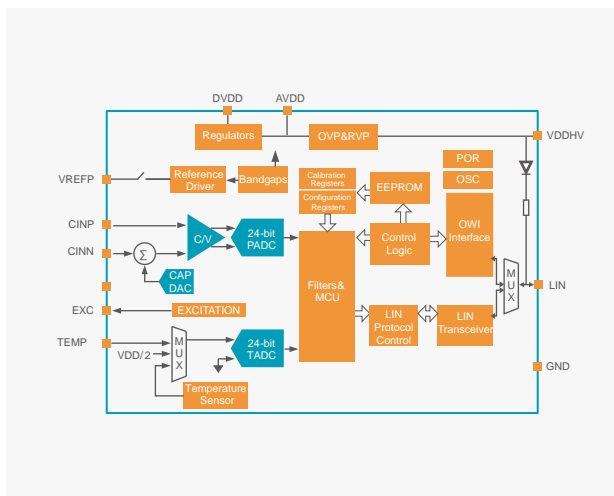 DVDD
AVDD
Regulators
OVP&RVP
VDDHV
POR
VREFP
Reference
Driver
Bandgaps
Calibration
Registers
Configuration
Registers
EEPROM
OSC
CINP
CINN
Σ
C/V
24-bit
PADC
Control
Logic
OWI
Interface
CAP
DAC
Filters&
MCU
MUX
LIN
EXC
EXCITATION
LIN
Protocol
Control
LIN
Transceiver
TEMP
VDD/2
MUX
24-bit
TADC
GND
Temperature
Sensor